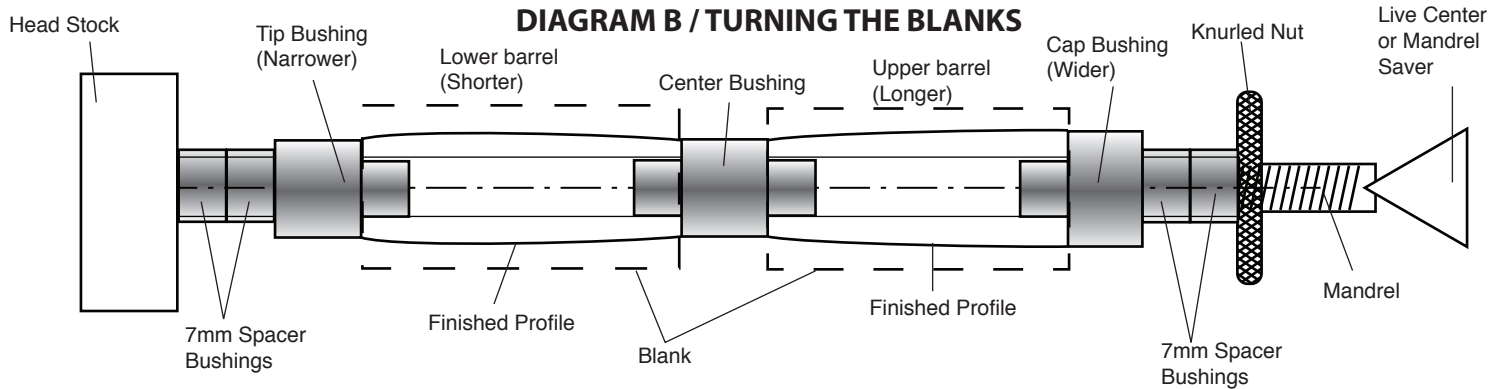 DIAGRAM B / TURNING THE BLANKS
Head Stock
Tip Bushing
(Narrower)
Lower barrel
(Shorter)
Center Bushing
Upper barrel
(Longer)
Cap Bushing
(Wider)
Knurled Nut
Live Center
or Mandrel
Saver
7mm Spacer
Bushings
Finished Profile
Blank
Finished Profile
7mm Spacer
Bushings
Mandrel